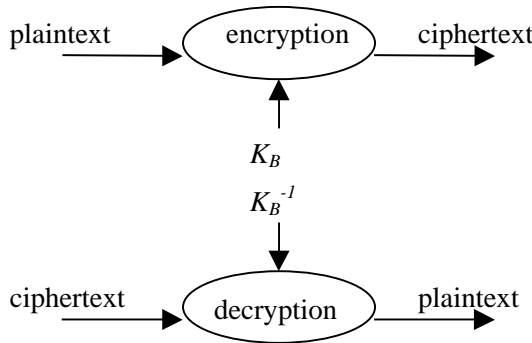 plaintext encryption ciphertext
K_B
K_B^-1
ciphertext decryption plaintext